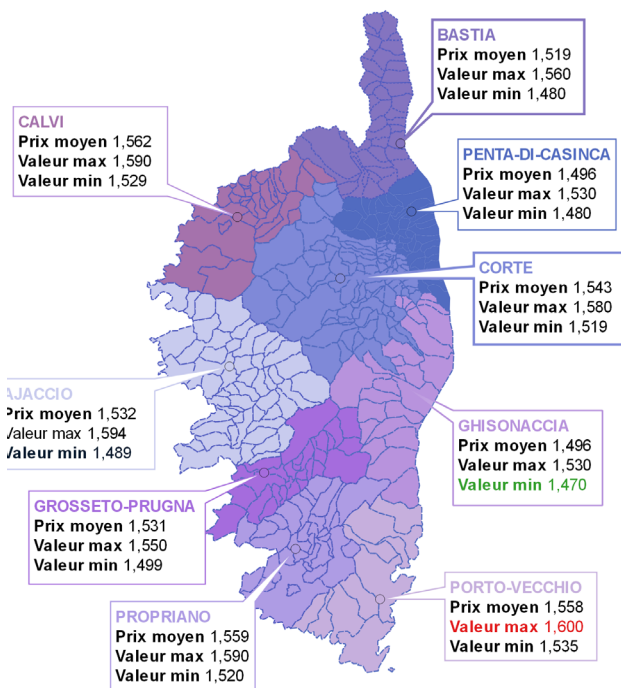 BASTIA
Prix moyen 1,519
Valeur max 1,560
Valeur min 1,480
CALVI
Prix moyen 1,562
Valeur max 1,590
Valeur min 1,529
PENTA-DI-CASINCA
Prix moyen 1,496
Valeur max 1,530
Valeur min 1,480
CORTE
Prix moyen 1,543
Valeur max 1,580
Valeur min 1,519
AJACCIO
Prix moyen 1,532
Valeur max 1,594
Valeur min 1,489
GHISONACCIA
Prix moyen 1,496
Valeur max 1,530
Valeur min 1,470
GROSSETO-PRUGNA
Prix moyen 1,531
Valeur max 1,550
Valeur min 1,499
PORTO-VECCHIO
Prix moyen 1,558
Valeur max 1,600
Valeur min 1,535
PROPRIANO
Prix moyen 1,559
Valeur max 1,590
Valeur min 1,520